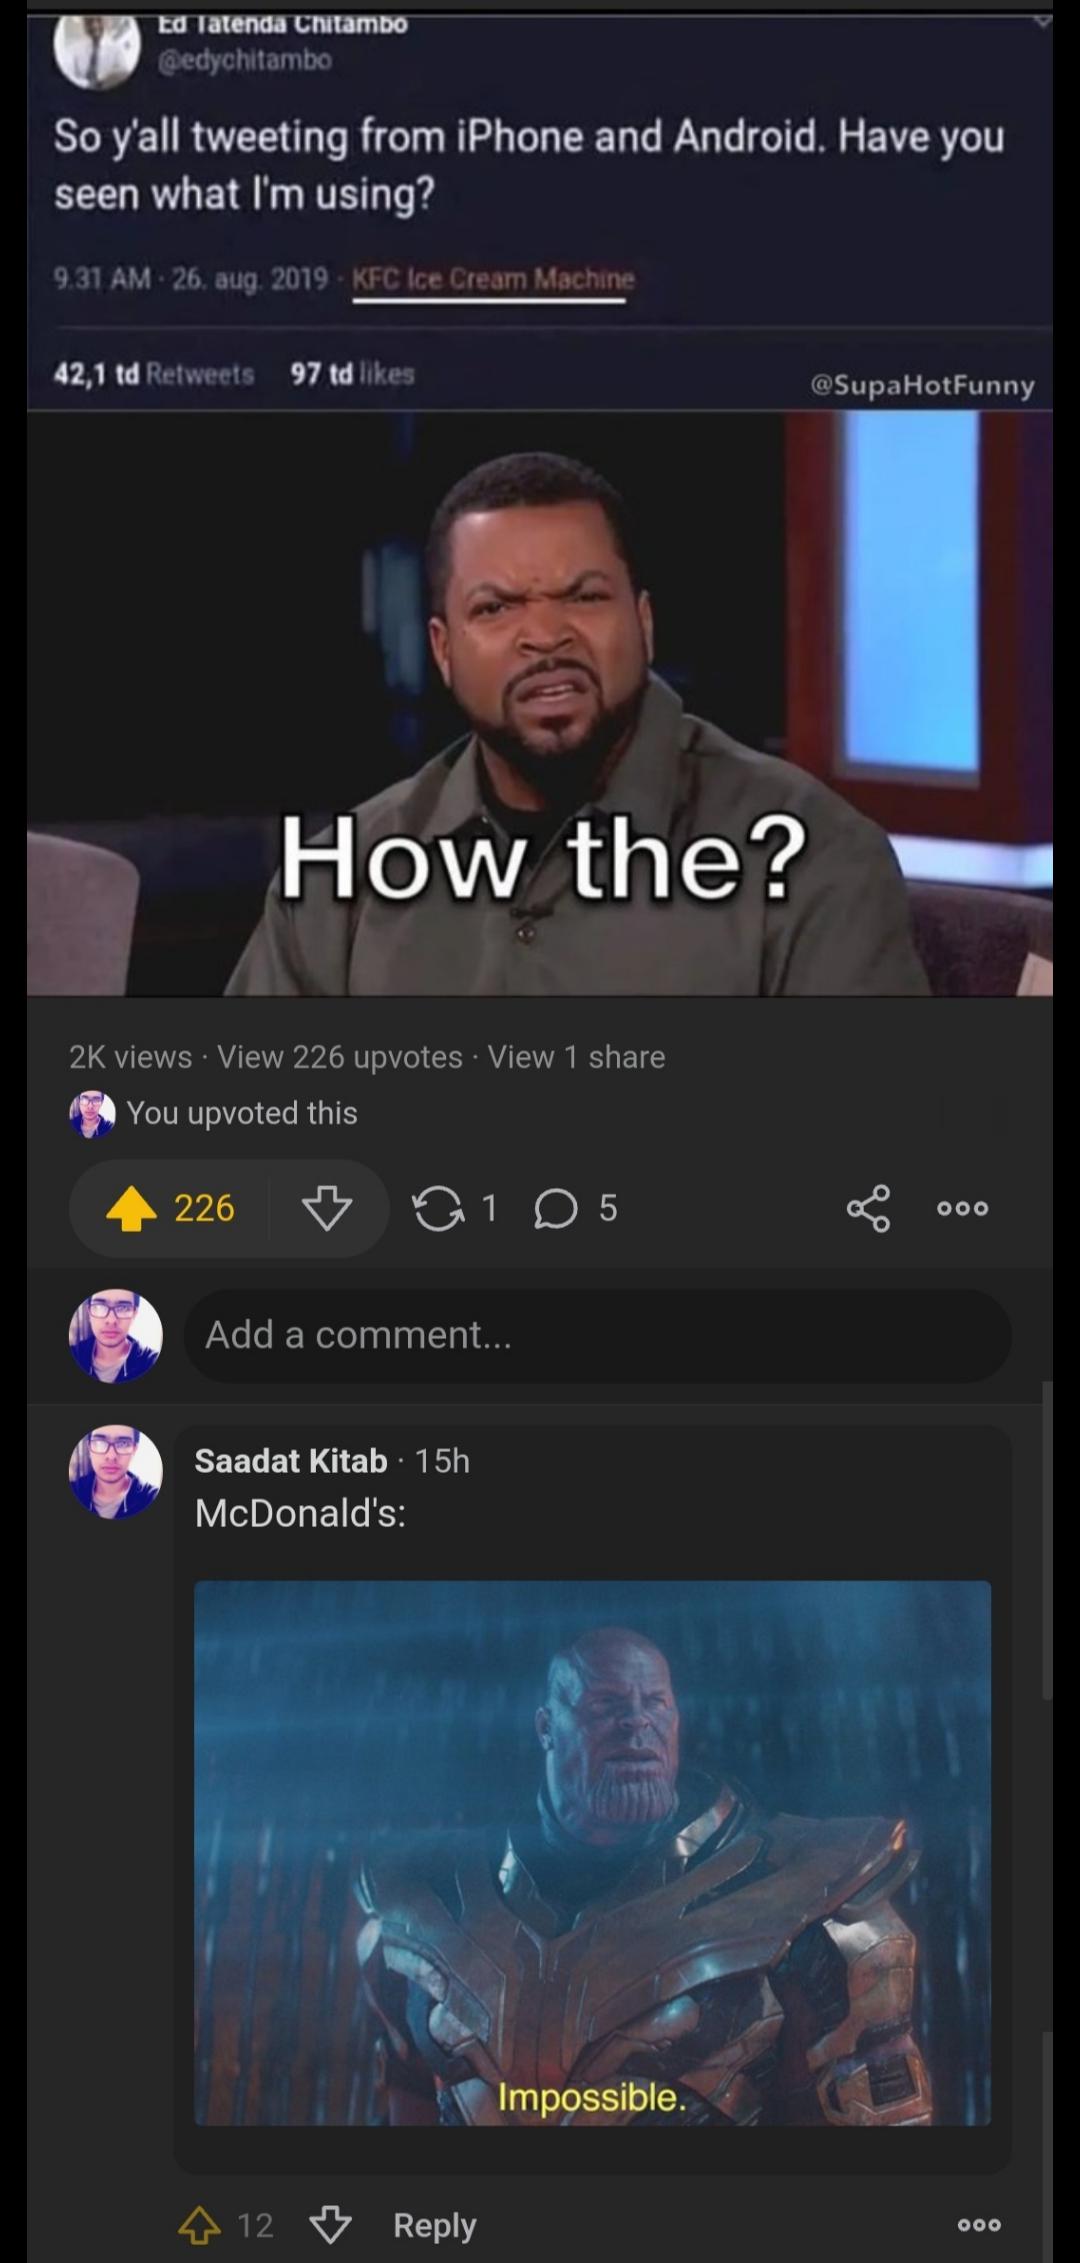 Ed Tatenda Chitambo
@edychitambo
So y'all tweeting from iPhone and Android. Have you
seen what I'm using?
9.31 AM · 26. aug. 2019 · KFC Ice Cream Machine
42,1 td Retweets 97 td likes
@SupaHotFunny
How the?
2K views · View 226 upvotes · View 1 share
You upvoted this
226 1 5
Add a comment...
Saadat Kitab · 15h
McDonald's:
Impossible.
12 Reply